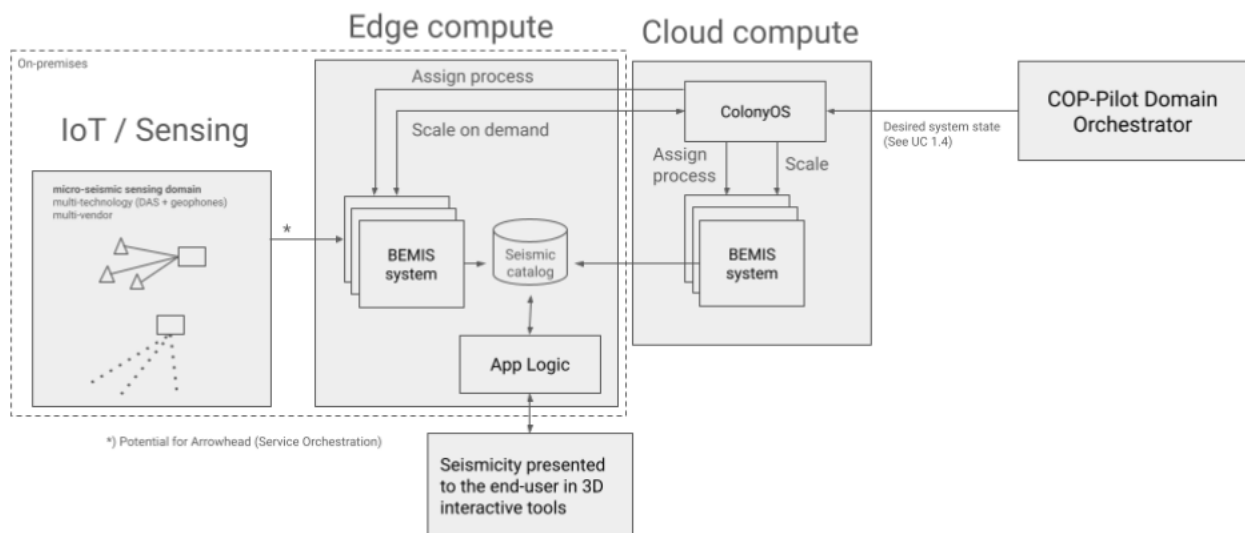 Edge compute
Cloud compute
On-premises
IoT / Sensing
micro-seismic sensing domain
multi-technology (DAS + geophones)
multi-vendor
*
Assign process
Scale on demand
BEMIS
system
Seismic
catalog
App Logic
ColonyOS
Assign
process
Scale
BEMIS
system
Desired system state
(See UC 1.4)
COP-Pilot Domain
Orchestrator
*) Potential for Arrowhead (Service Orchestration)
Seismicity presented
to the end-user in 3D
interactive tools